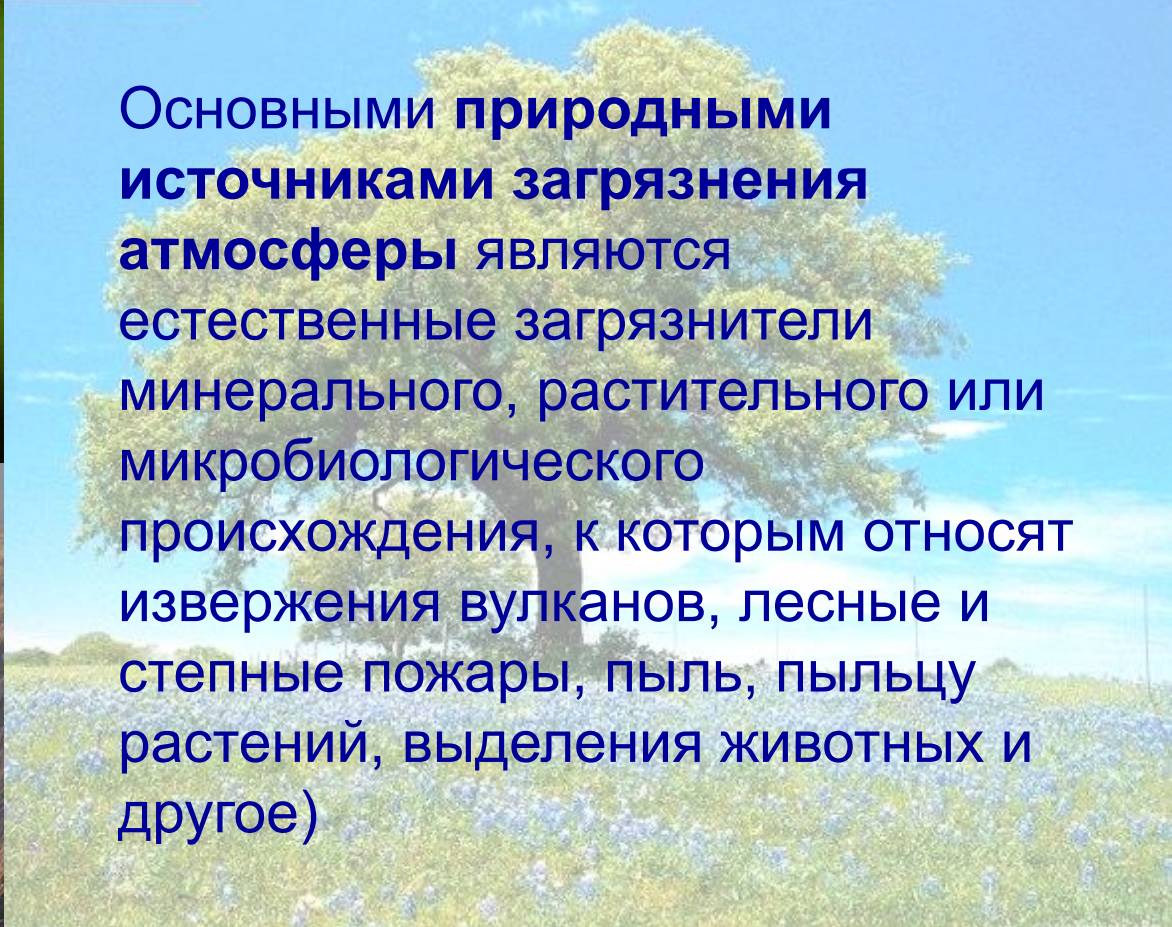 Основными природными
источниками загрязнения
атмосферы являются
естественные загрязнители
минерального, растительного или
микробиологического
происхождения, к которым относят
извержения вулканов, лесные и
степные пожары, пыль, пыльцу
растений, выделения животных и
другое)